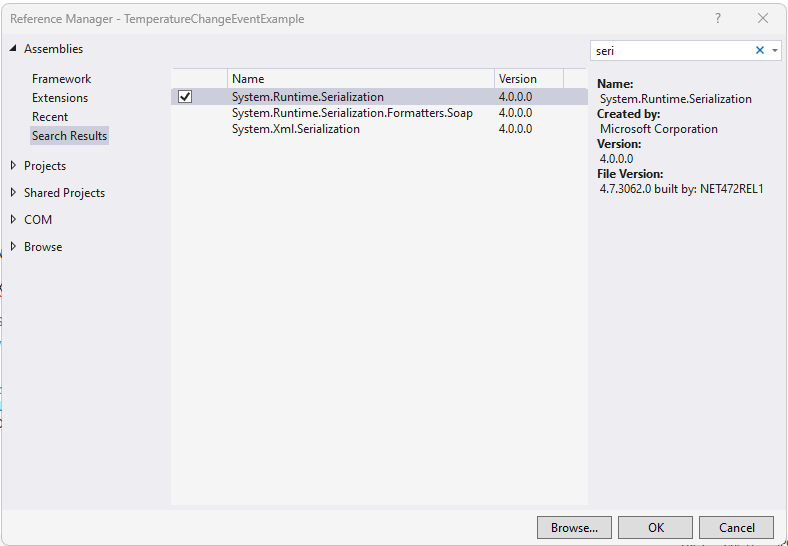 Reference Manager - TemperatureChangeEventExample
?
Assemblies
seri
Framework
Extensions
Recent
Search Results
Projects
Shared Projects
COM
Browse
Name Version
System.Runtime.Serialization 4.0.0.0
System.Runtime.Serialization.Formatters.Soap 4.0.0.0
System.Xml.Serialization 4.0.0.0
Name:
System.Runtime.Serialization
Created by:
Microsoft Corporation
Version:
4.0.0.0
File Version:
4.7.3062.0 built by: NET472REL1
Browse... OK Cancel